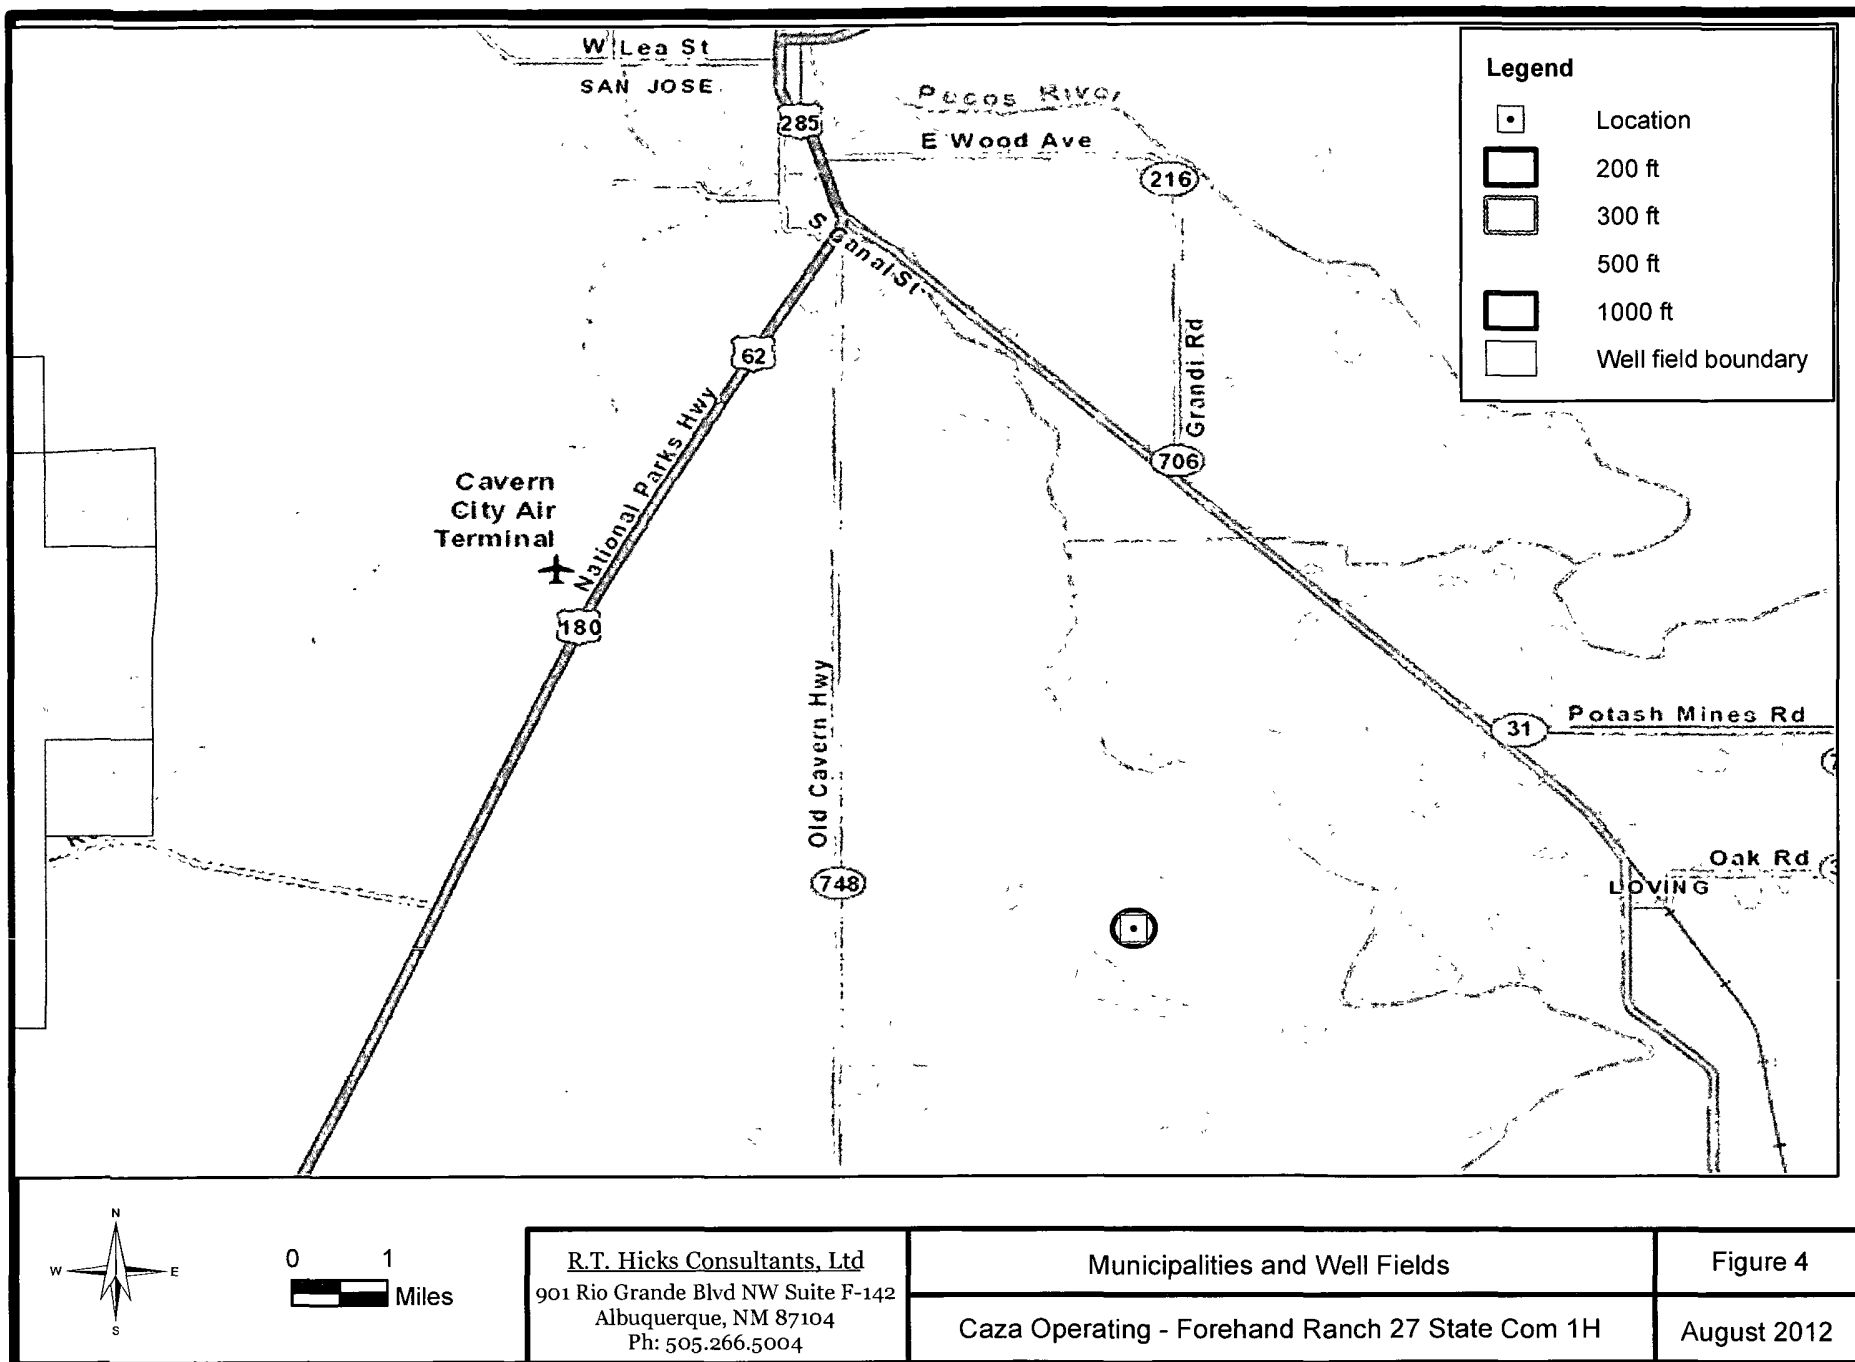 W Lea St
SAN JOSE
285
Pecos River
E Wood Ave
216
S Canal St
62
National Parks Hwy
Grandi Rd
706
Cavern
City Air
Terminal
180
Old Cavern Hwy
31
Potash Mines Rd
Oak Rd
LOVING
748
Legend
Location
200 ft
300 ft
500 ft
1000 ft
Well field boundary
N
W
E
S
0 1
Miles
R.T. Hicks Consultants, Ltd
901 Rio Grande Blvd NW Suite F-142
Albuquerque, NM 87104
Ph: 505.266.5004
Municipalities and Well Fields
Caza Operating - Forehand Ranch 27 State Com 1H
Figure 4
August 2012